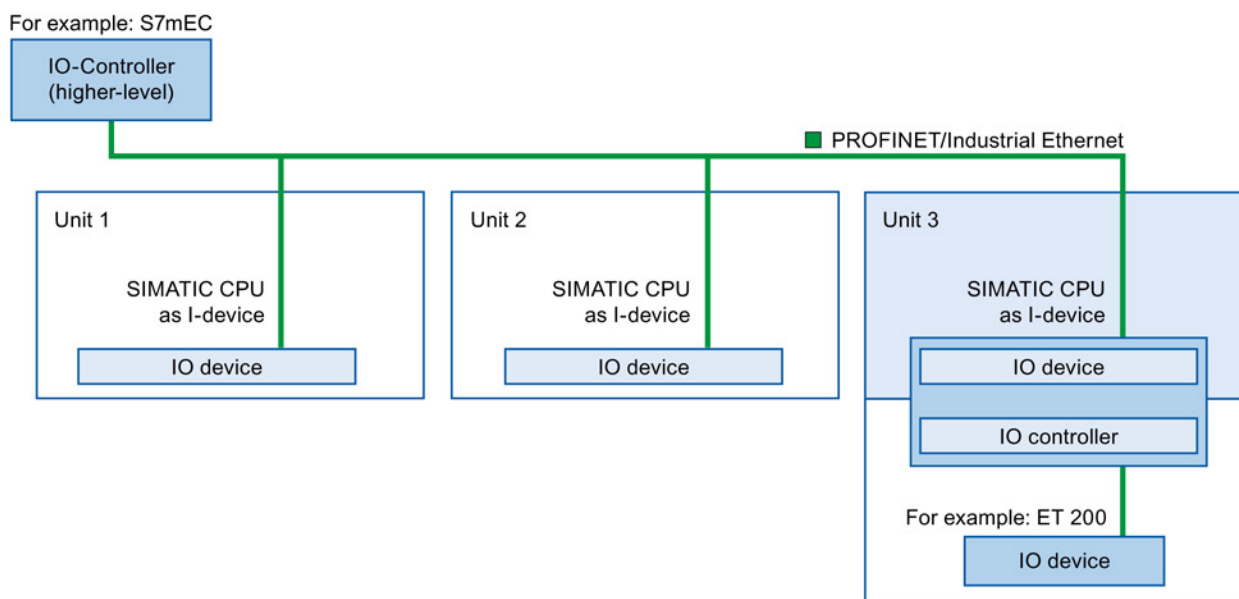 For example: S7mEC
IO-Controller
(higher-level)
PROFINET/Industrial Ethernet
Unit 1
SIMATIC CPU
as I-device
IO device
Unit 2
SIMATIC CPU
as I-device
IO device
Unit 3
SIMATIC CPU
as I-device
IO device
IO controller
For example: ET 200
IO device